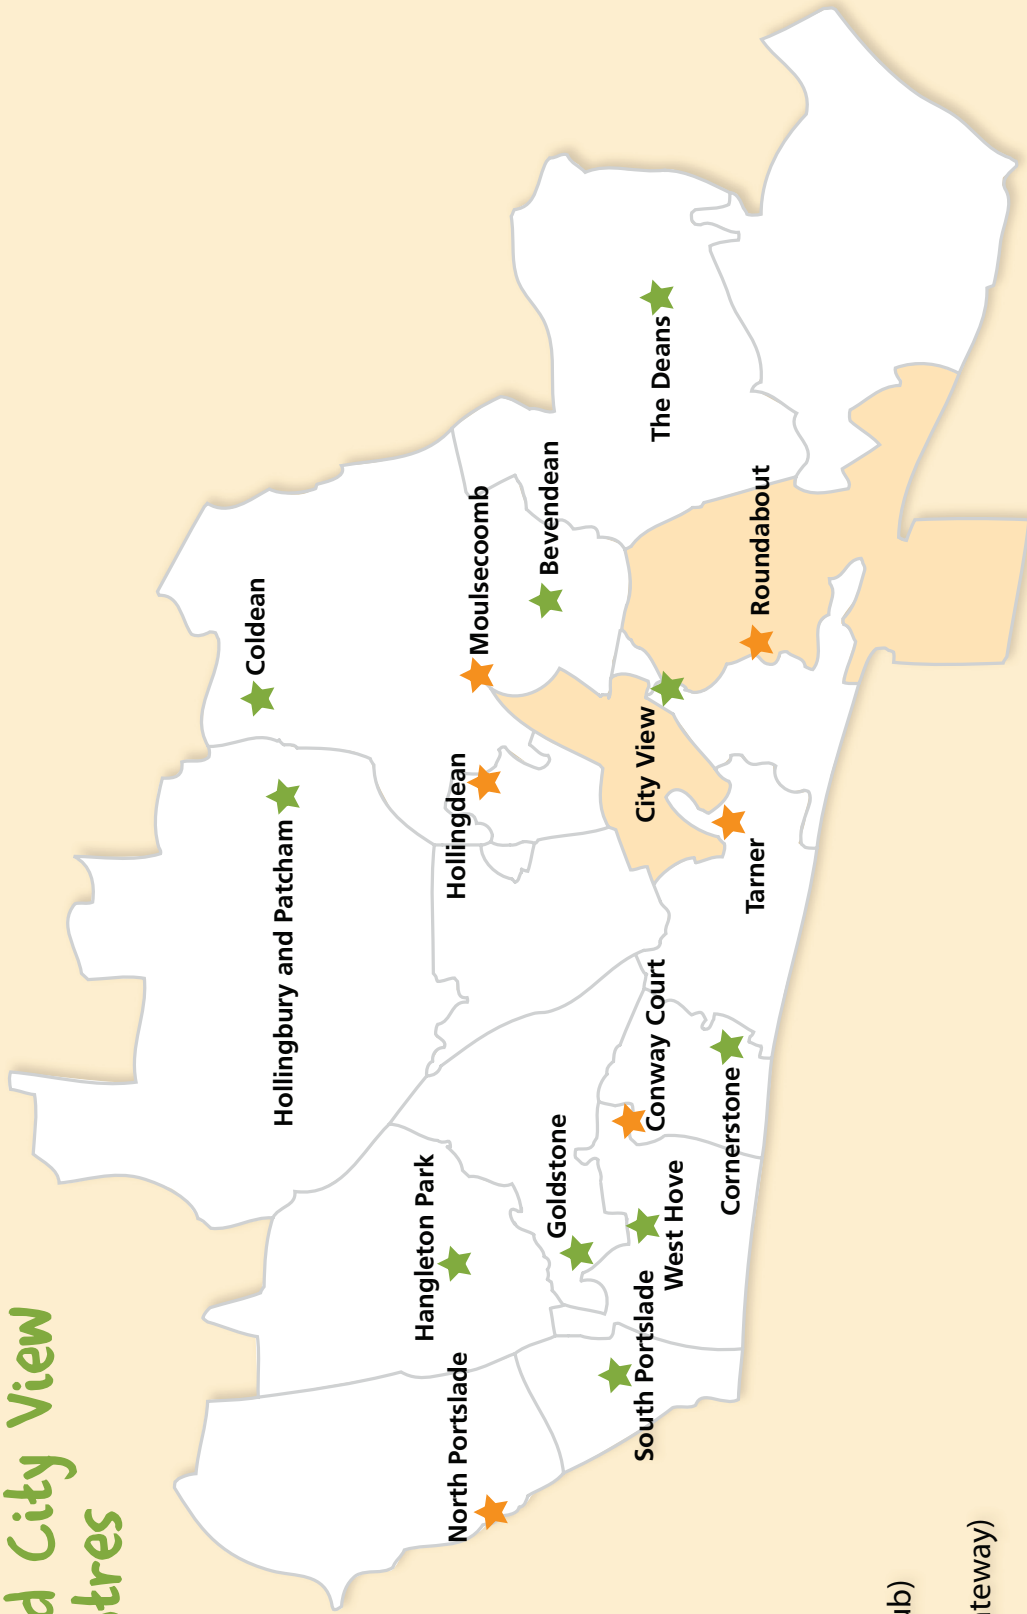 d City View
tres
North Portslade
Hangleton Park
South Portslade
Goldstone
West Hove
Conway Court
Cornerstone
Hollingbury and Patcham
Coldean
Hollingdean
Moulsecoomb
Bevendean
City View
Tarner
Roundabout
The Deans
ub)
teway)